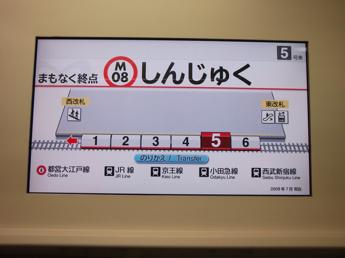 5 号車
まもなく終点 M 08 しんじゅく
西改札 東改札
1 2 3 4 5 6
のりかえ / Transfer
都営大江戸線 JR線 京王線 小田急線 西武新宿線
Oedo Line JR Line Keio Line Odakyu Line Seibu Shinjuku Line
2009年7月 現在